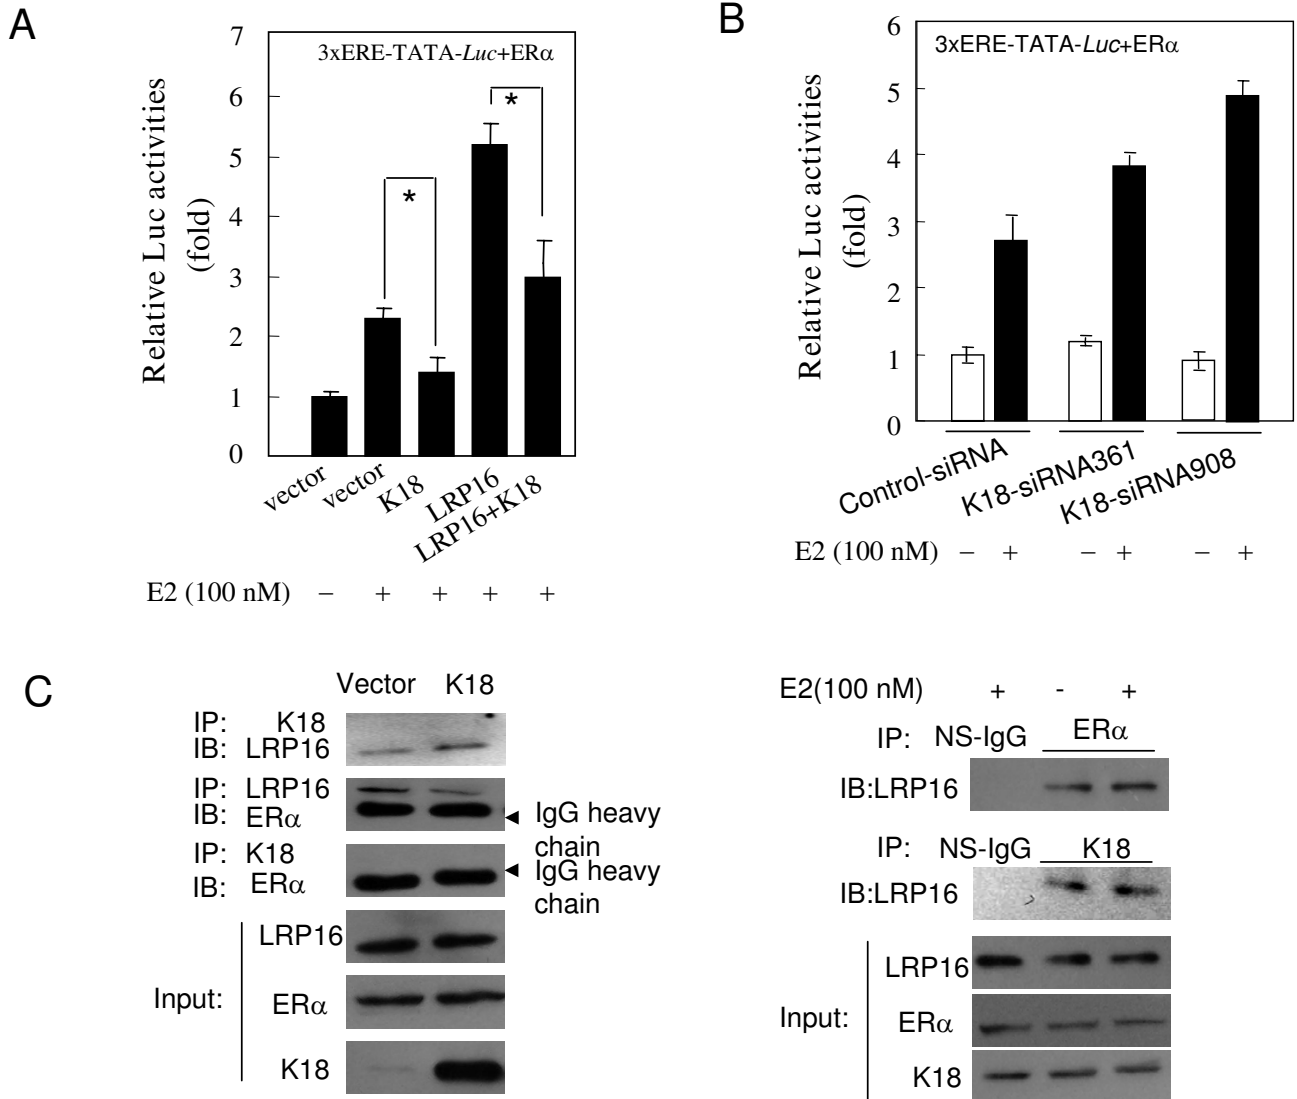 A
7
6
5
4
3
2
1
0
Relative Luc activities
(fold)
3xERE-TATA-Luc+ERα
*
*
vector
vector
K18
LRP16
LRP16+K18
E2 (100 nM) − + + + +
B
6
5
4
3
2
1
0
Relative Luc activities
(fold)
3xERE-TATA-Luc+ERα
Control-siRNA
K18-siRNA361
K18-siRNA908
E2 (100 nM) − + − + − +
C
Vector K18
IP: K18
IB: LRP16
IP: LRP16
IB: ERα
IgG heavy
chain
IP: K18
IB: ERα
IgG heavy
chain
Input:
LRP16
ERα
K18
E2(100 nM) + - +
IP: NS-IgG ERα
IB:LRP16
IP: NS-IgG K18
IB:LRP16
Input:
LRP16
ERα
K18